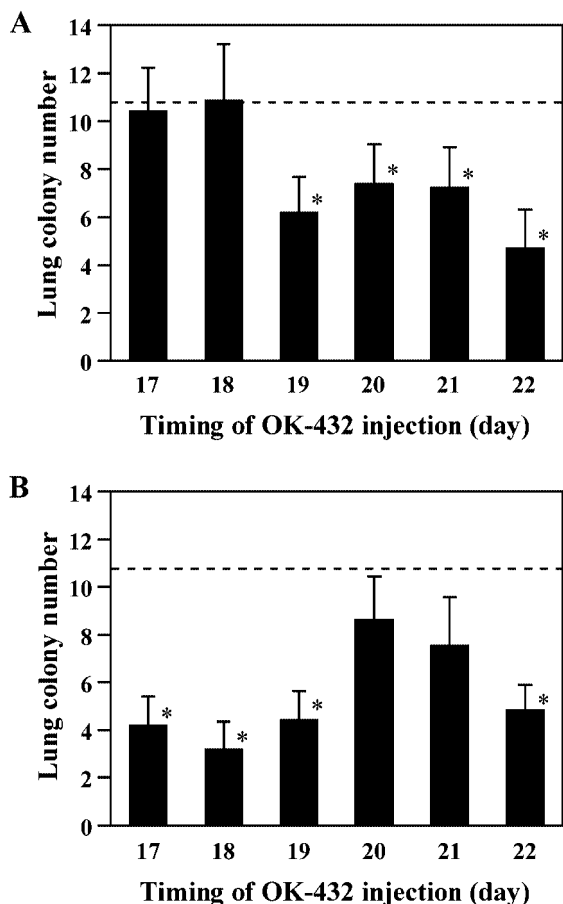 A
14
12
10
8
6
4
2
0
Lung colony number
* * * *
17 18 19 20 21 22
Timing of OK-432 injection (day)
B
14
12
10
8
6
4
2
0
Lung colony number
* * * *
17 18 19 20 21 22
Timing of OK-432 injection (day)